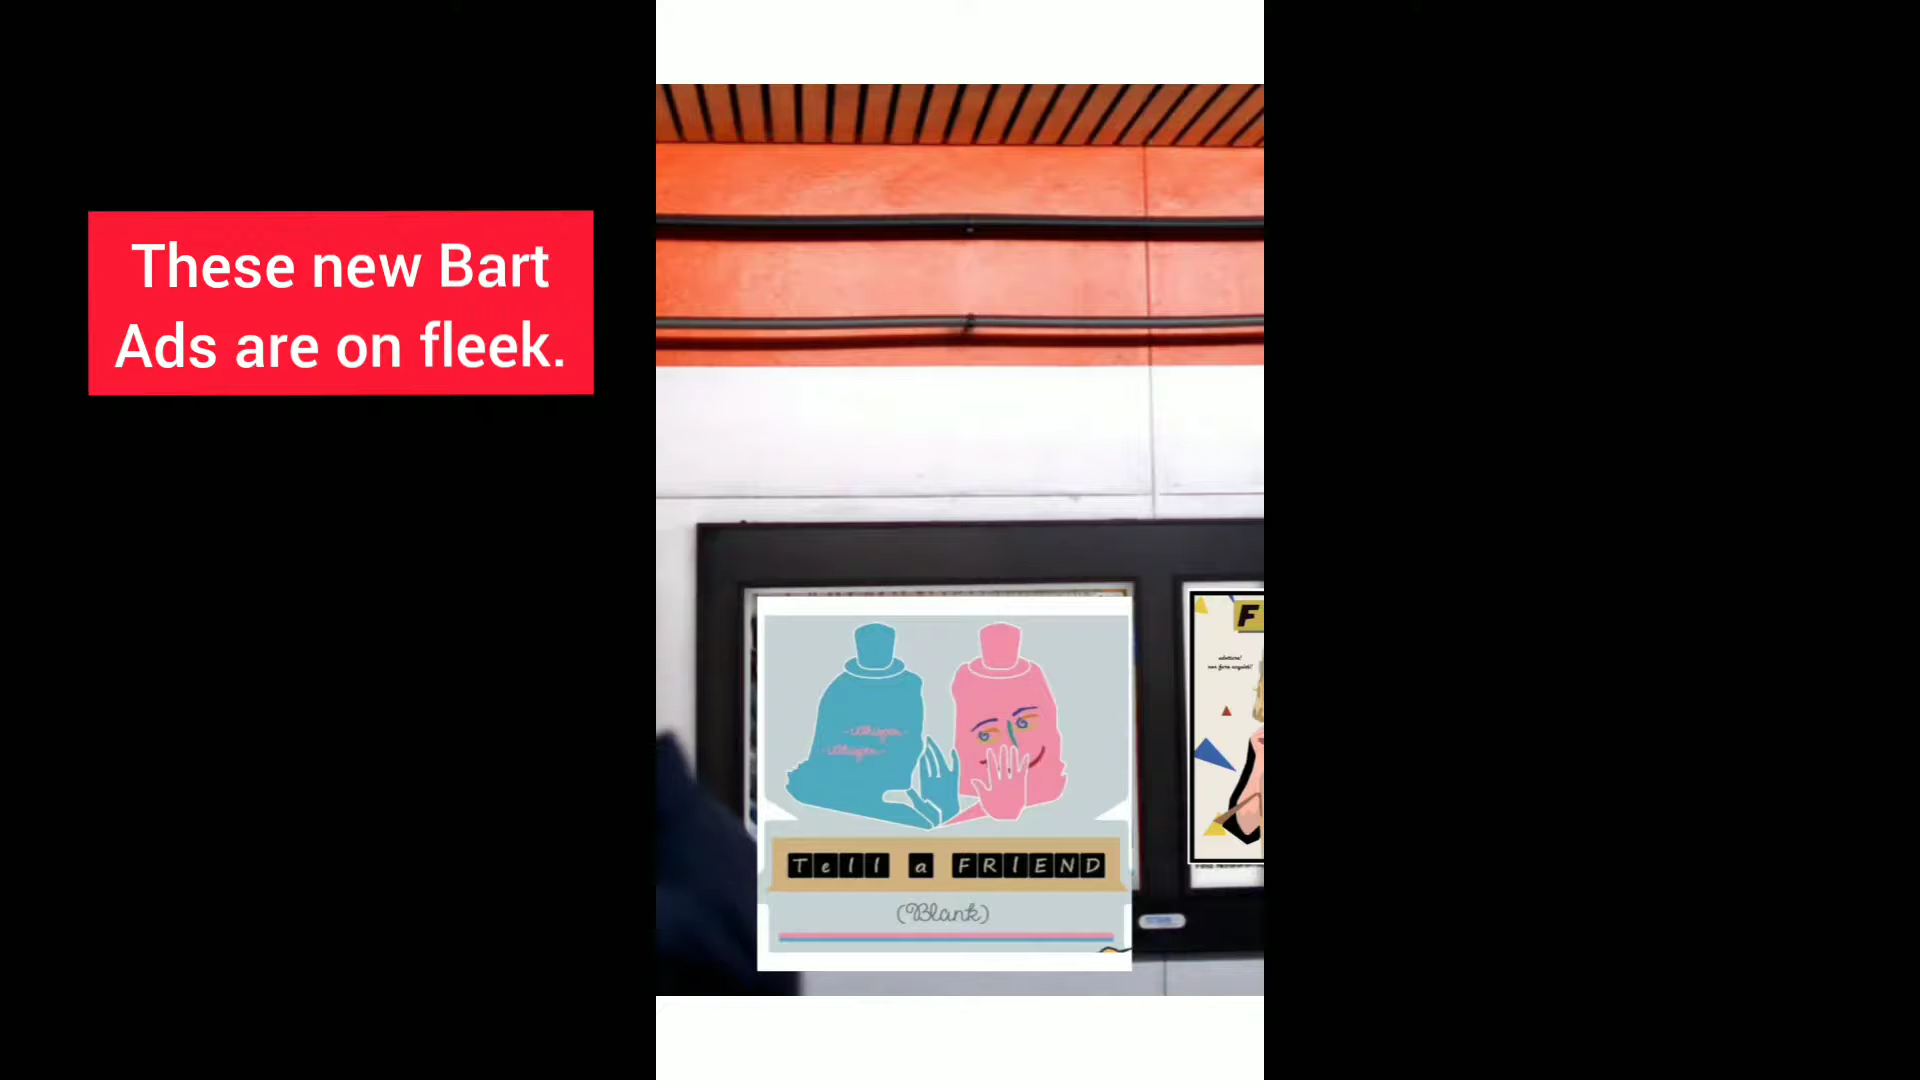 These new Bart
Ads are on fleek.
F
Tell a FRIEND
(Blank)